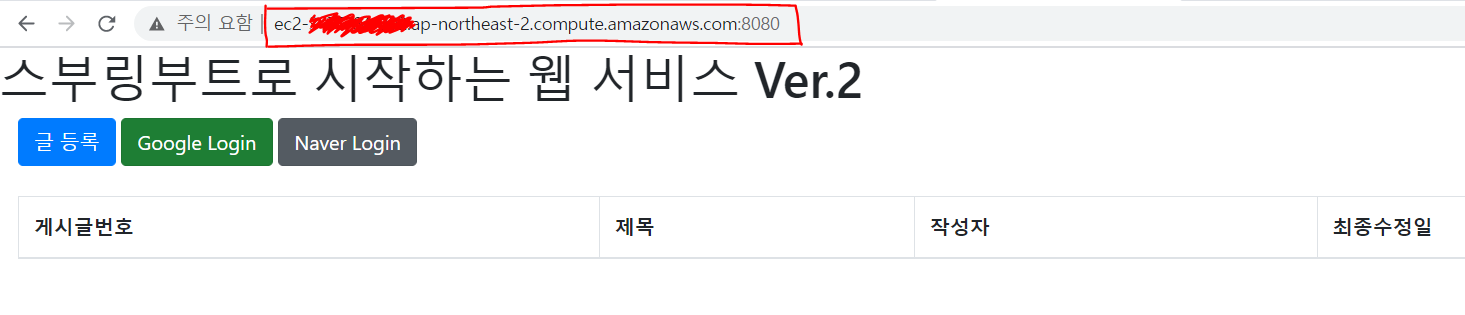 주의 요함 | ec2- ap-northeast-2.compute.amazonaws.com:8080
스부링부트로 시작하는 웹 서비스 Ver.2
글 등록 Google Login Naver Login
게시글번호 제목 작성자 최종수정일